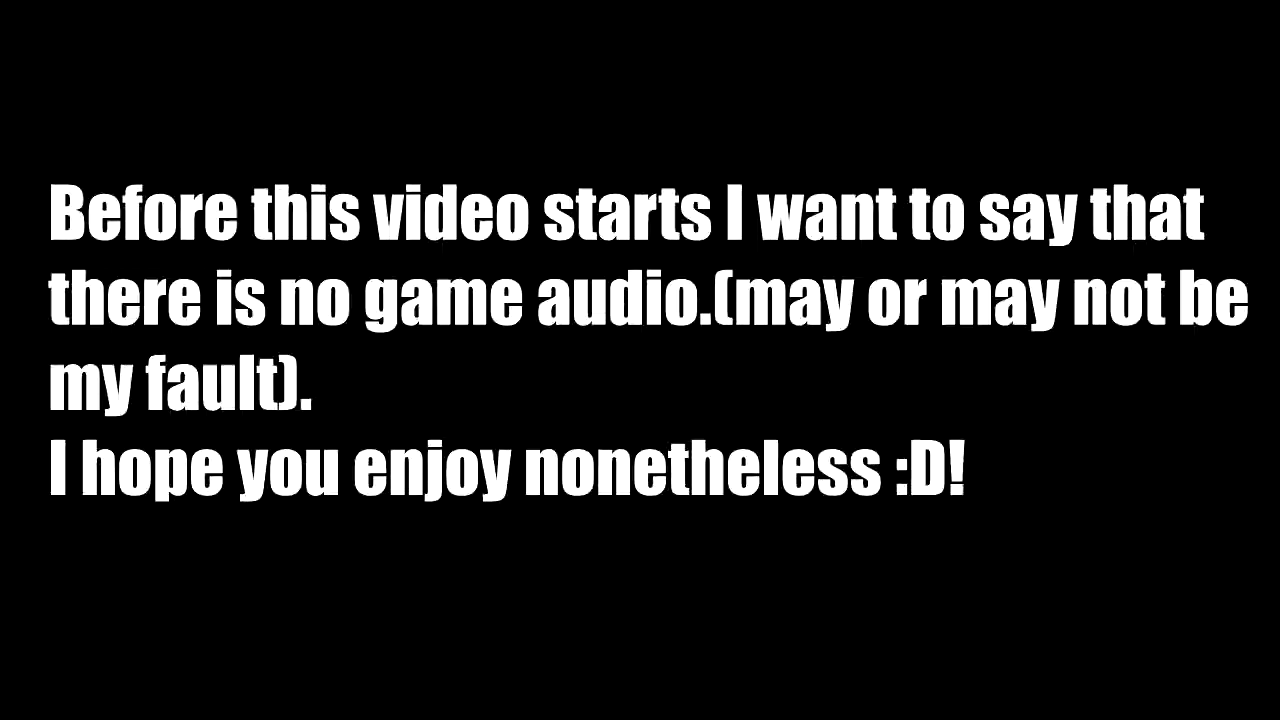 Before this video starts I want to say that
there is no game audio.(may or may not be
my fault).
I hope you enjoy nonetheless :D!